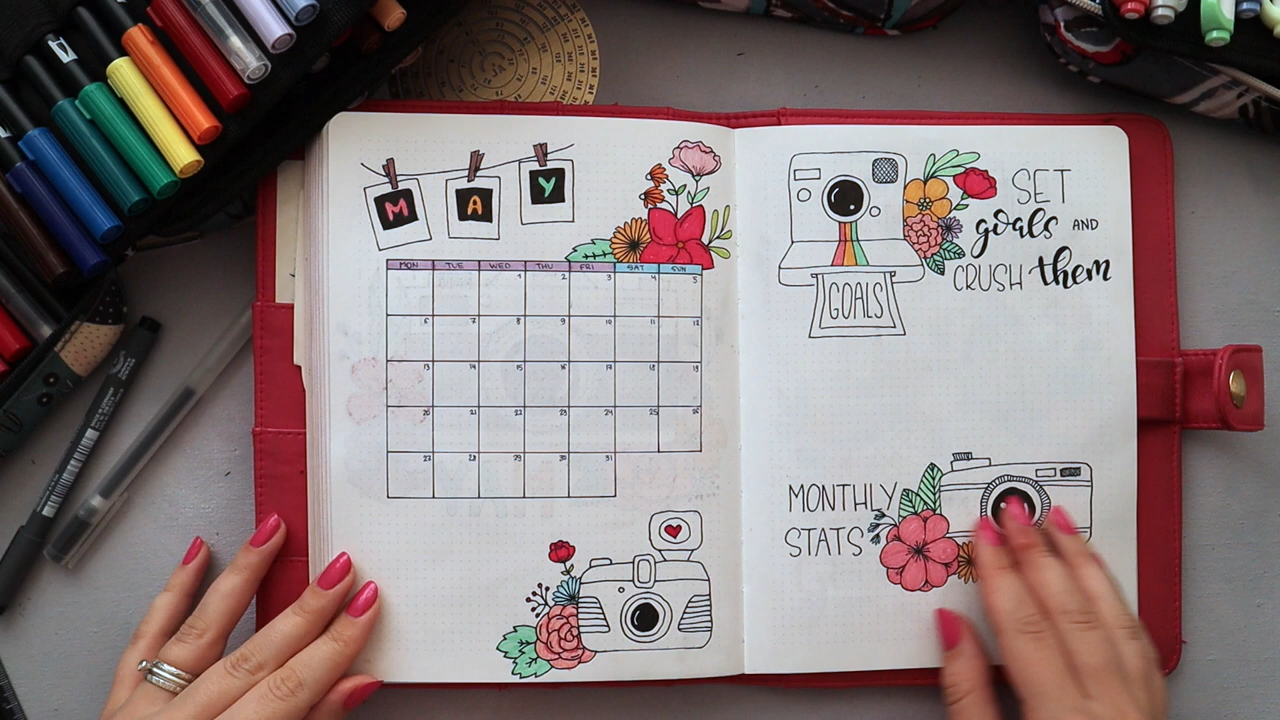 MAY
MON TUE WED THU FRI SAT SUN
1 2 3 4 5
6 7 8 9 10 11 12
13 14 15 16 17 18 19
20 21 22 23 24 25 26
27 28 29 30 31
GOALS
SET
goals AND
CRUSH them
MONTHLY
STATS